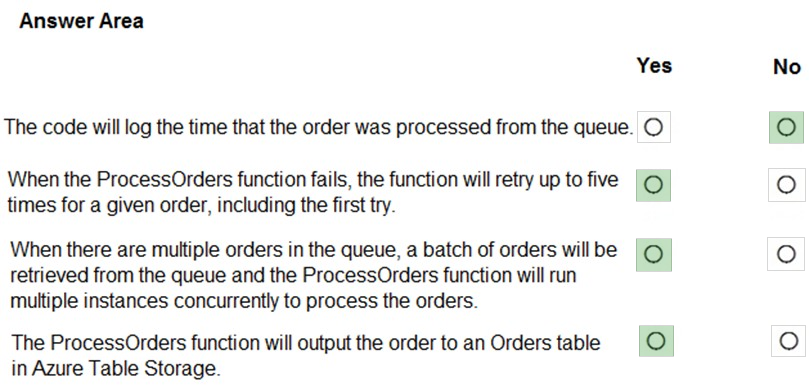 Answer Area
Yes No
The code will log the time that the order was processed from the queue.
When the ProcessOrders function fails, the function will retry up to five
times for a given order, including the first try.
When there are multiple orders in the queue, a batch of orders will be
retrieved from the queue and the ProcessOrders function will run
multiple instances concurrently to process the orders.
The ProcessOrders function will output the order to an Orders table
in Azure Table Storage.